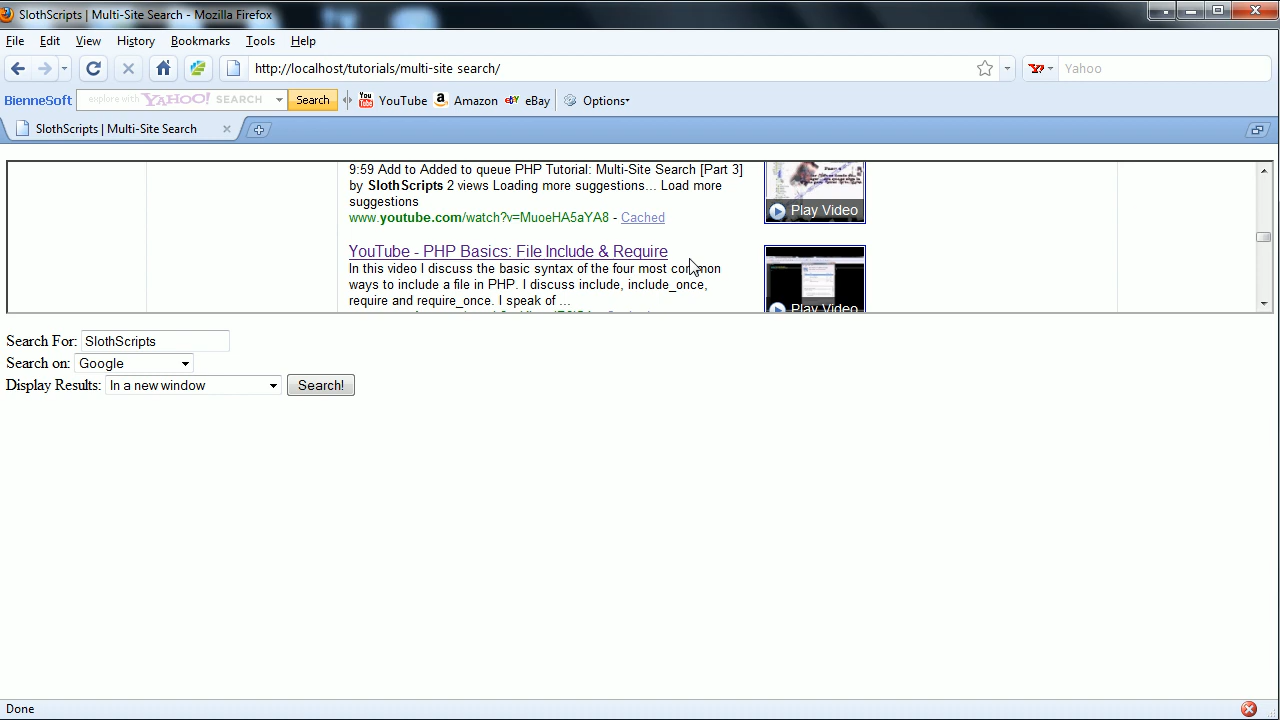 SlothScripts | Multi-Site Search - Mozilla Firefox
File Edit View History Bookmarks Tools Help
http://localhost/tutorials/multi-site search/
Yahoo
BienneSoft explore with YAHOO! SEARCH Search YouTube Amazon eBay Options
SlothScripts | Multi-Site Search
9:59 Add to Added to queue PHP Tutorial: Multi-Site Search [Part 3]
by SlothScripts 2 views Loading more suggestions... Load more
suggestions
www.youtube.com/watch?v=MuoeHA5aYA8 - Cached
Play Video
YouTube - PHP Basics: File Include & Require
In this video I discuss the basic syntax of the four most common
ways to include a file in PHP. I discuss include, include_once,
require and require_once. I speak of ...
Play Video
Search For: SlothScripts
Search on: Google
Display Results: In a new window Search!
Done